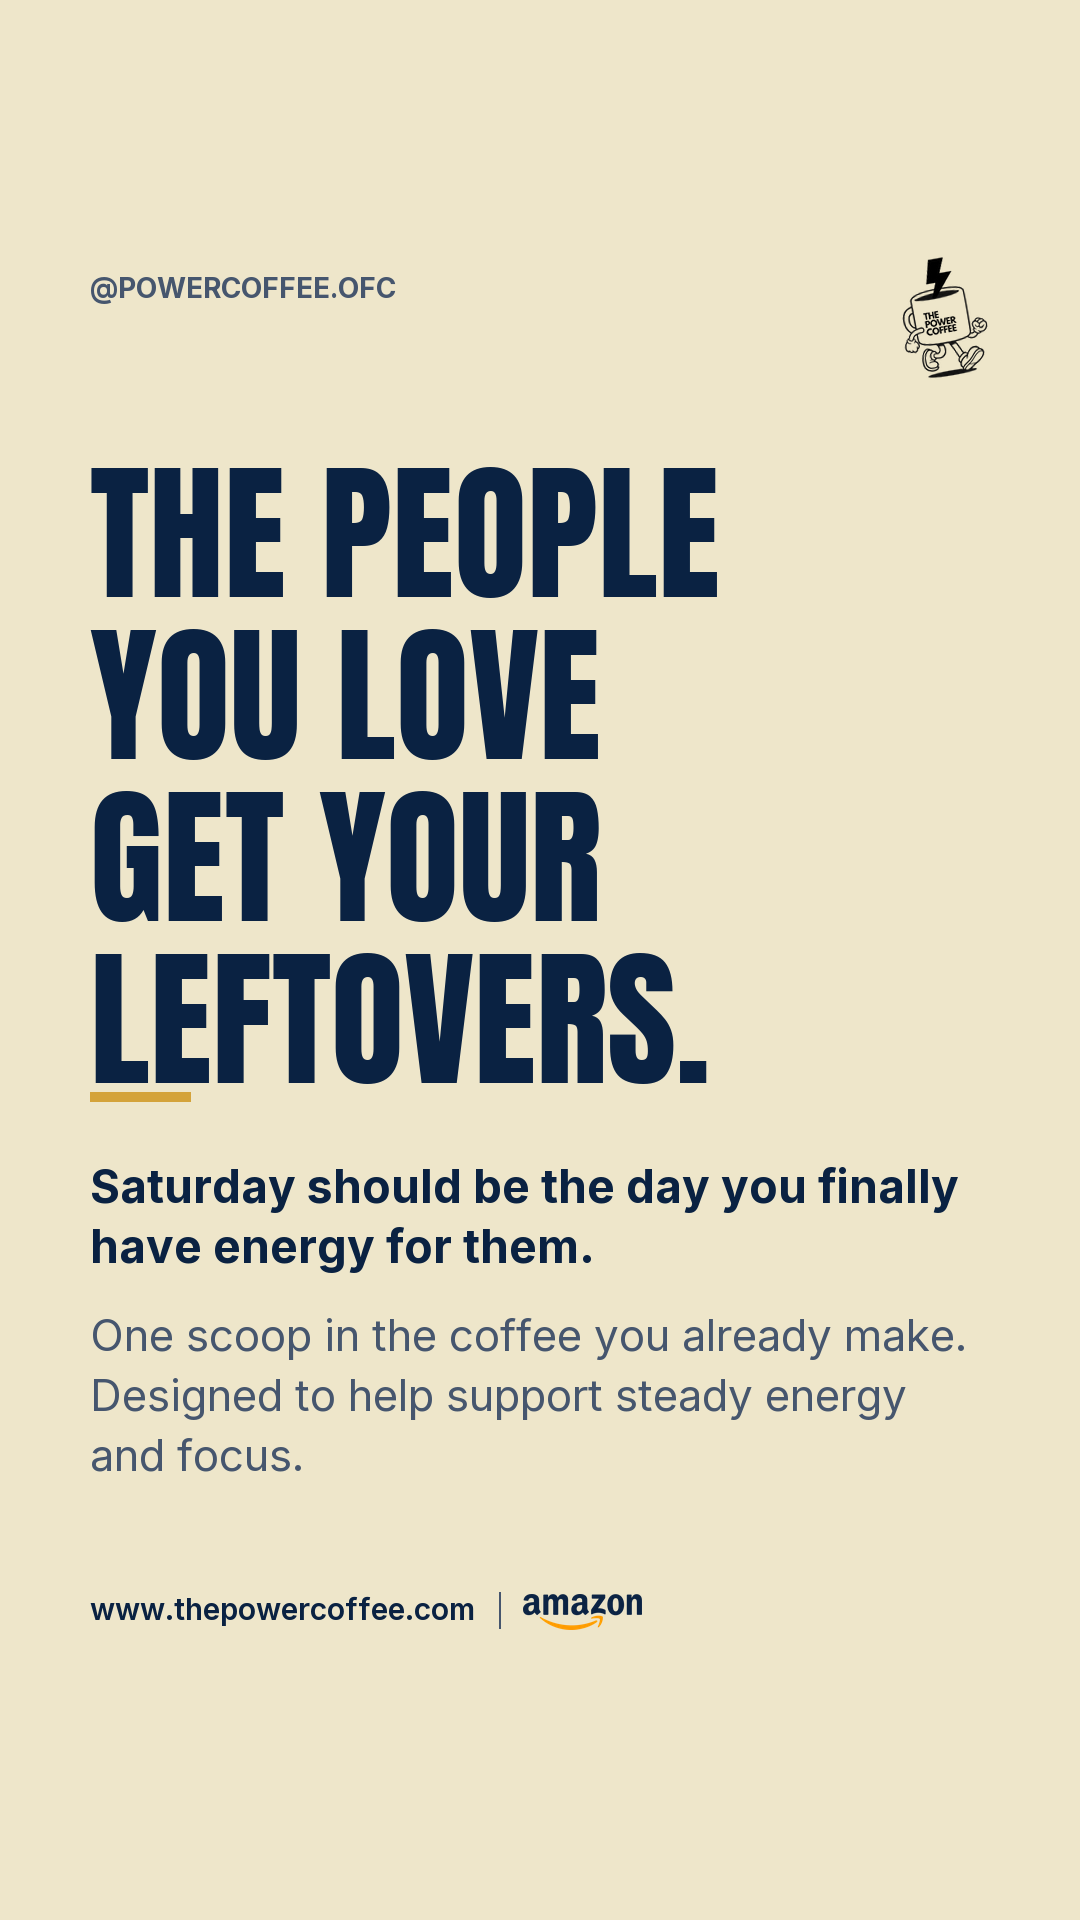 @POWERCOFFEE.OFC
THE
POWER
COFFEE
THE PEOPLE
YOU LOVE
GET YOUR
LEFTOVERS.
Saturday should be the day you finally
have energy for them.
One scoop in the coffee you already make.
Designed to help support steady energy
and focus.
www.thepowercoffee.com | amazon